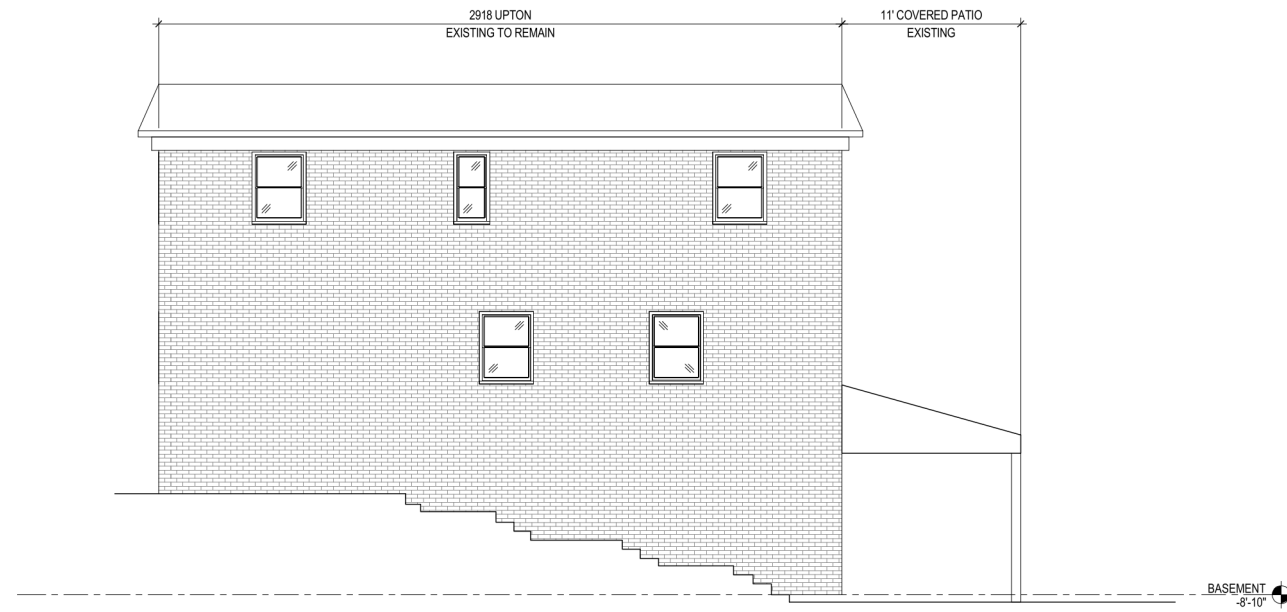 2918 UPTON
EXISTING TO REMAIN
11' COVERED PATIO
EXISTING
BASEMENT
-8'-10"